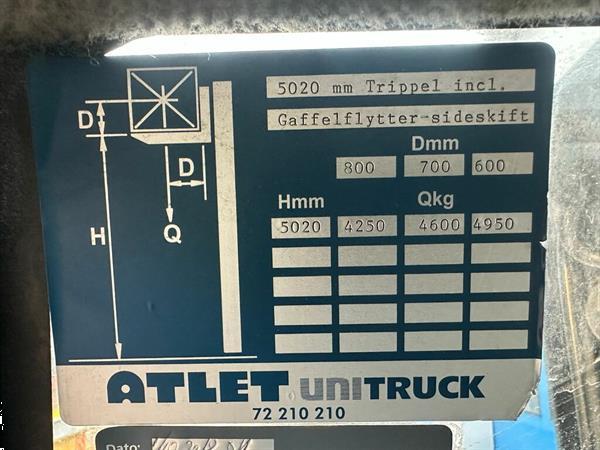 5020 mm Trippel incl.
Gaffelflytter-sideskift
Dmm
800 700 600
Hmm Qkg
5020 4250 4600 4950
D
D
H
Q
ATLET UNITRUCK
72 210 210
Dato: